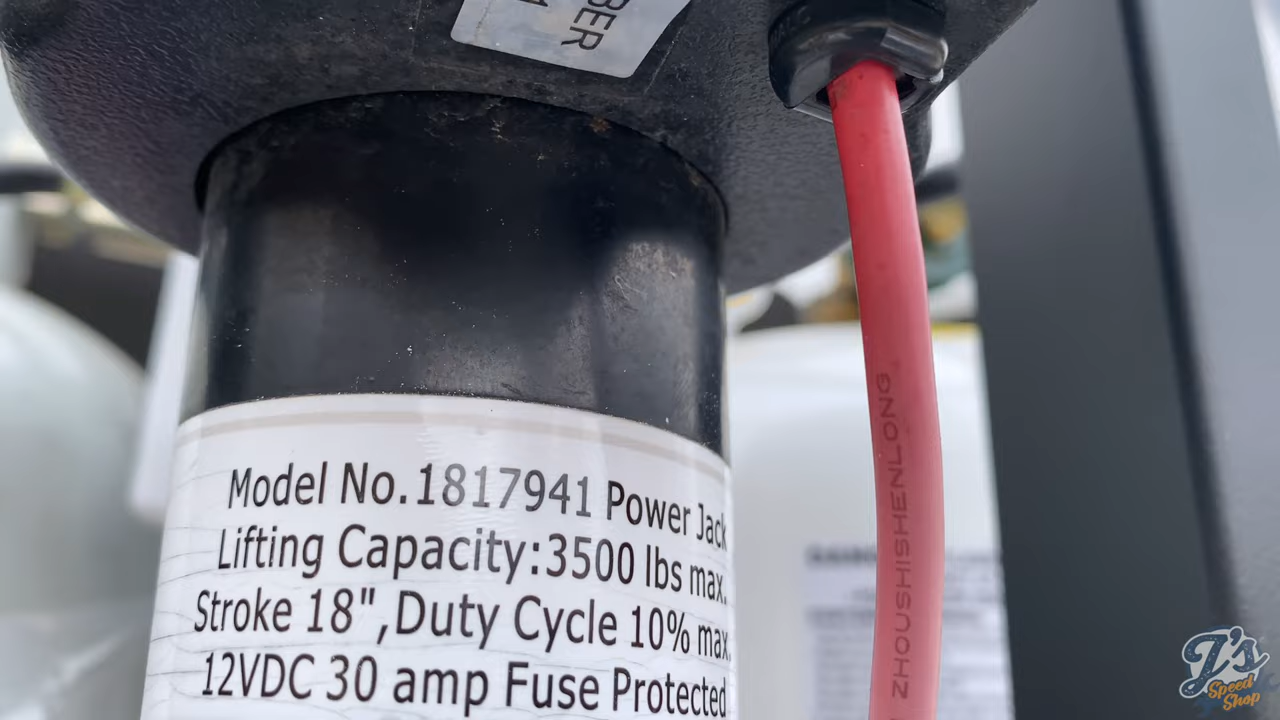 BER
Model No.1817941 Power Jack
Lifting Capacity:3500 lbs max.
Stroke 18",Duty Cycle 10% max.
12VDC 30 amp Fuse Protected
ZHOUSHISHENLONG
J's
Speed
Shop